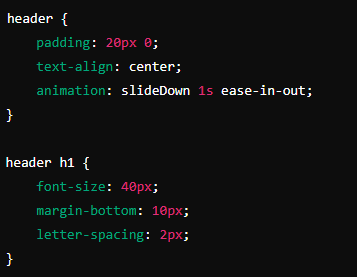 header {
    padding: 20px 0;
    text-align: center;
    animation: slideDown 1s ease-in-out;
}

header h1 {
    font-size: 40px;
    margin-bottom: 10px;
    letter-spacing: 2px;
}